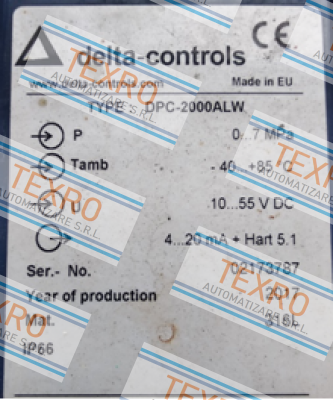 delta-controls CE
www.delta-controls.com Made in EU
TYPE DPC-2000ALW
P 0...7 MPa
Tamb - 40...+85 °C
U 10...55 V DC
4...20 mA + Hart 5.1
Ser.- No. 02173787
Year of production 2017
Mat. 316L
IP66
TEXRO
AUTOMATIZARE S.R.L.